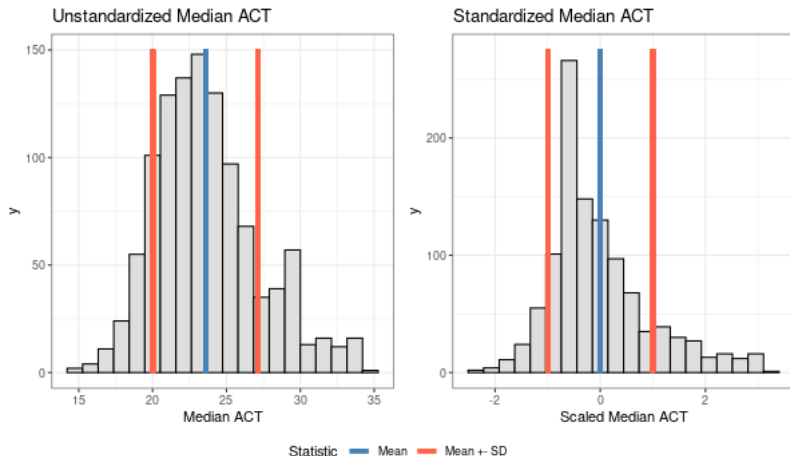 Unstandardized Median ACT
150
100
50
0
y
15 20 25 30 35
Median ACT
Standardized Median ACT
200
100
0
y
-2 0 2
Scaled Median ACT
Statistic Mean Mean +- SD